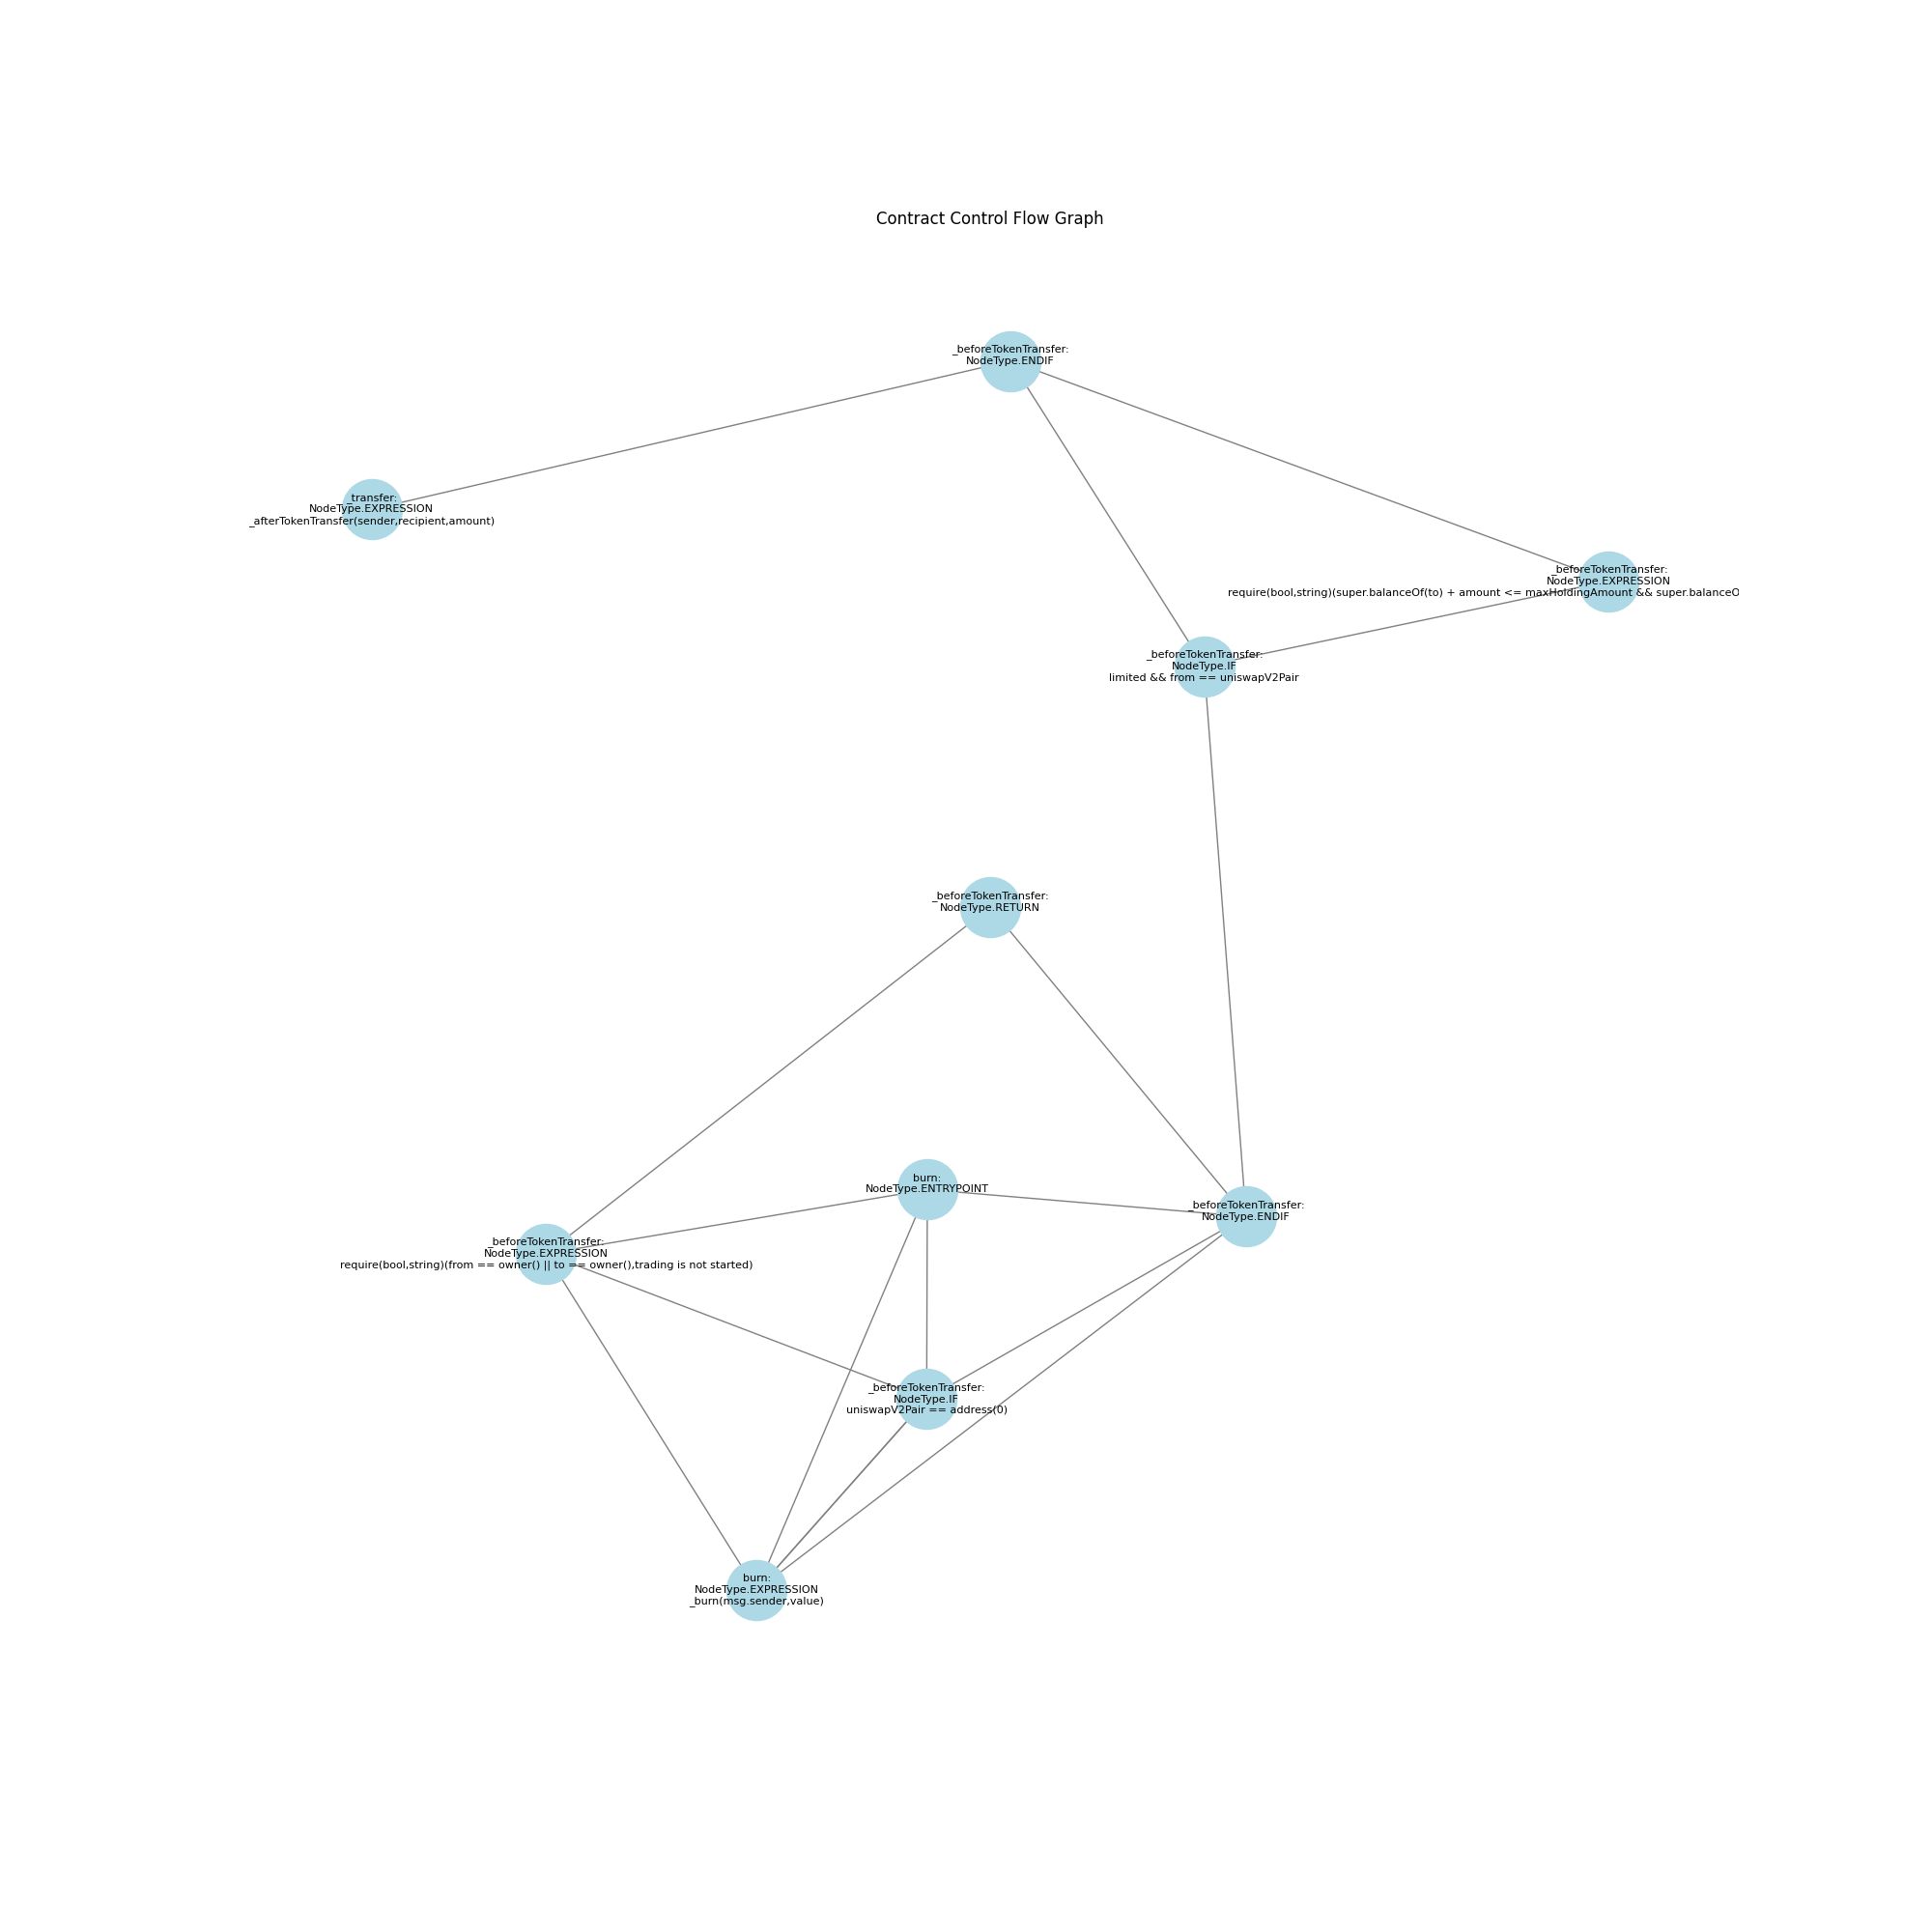 Contract Control Flow Graph
_beforeTokenTransfer:
NodeType.ENDIF
_transfer:
NodeType.EXPRESSION
_afterTokenTransfer(sender,recipient,amount)
_beforeTokenTransfer:
NodeType.EXPRESSION
require(bool,string)(super.balanceOf(to) + amount <= maxHoldingAmount && super.balanceO
_beforeTokenTransfer:
NodeType.IF
limited && from == uniswapV2Pair
_beforeTokenTransfer:
NodeType.RETURN
burn:
NodeType.ENTRYPOINT
_beforeTokenTransfer:
NodeType.ENDIF
_beforeTokenTransfer:
NodeType.EXPRESSION
require(bool,string)(from == owner() || to == owner(),trading is not started)
_beforeTokenTransfer:
NodeType.IF
uniswapV2Pair == address(0)
burn:
NodeType.EXPRESSION
_burn(msg.sender,value)